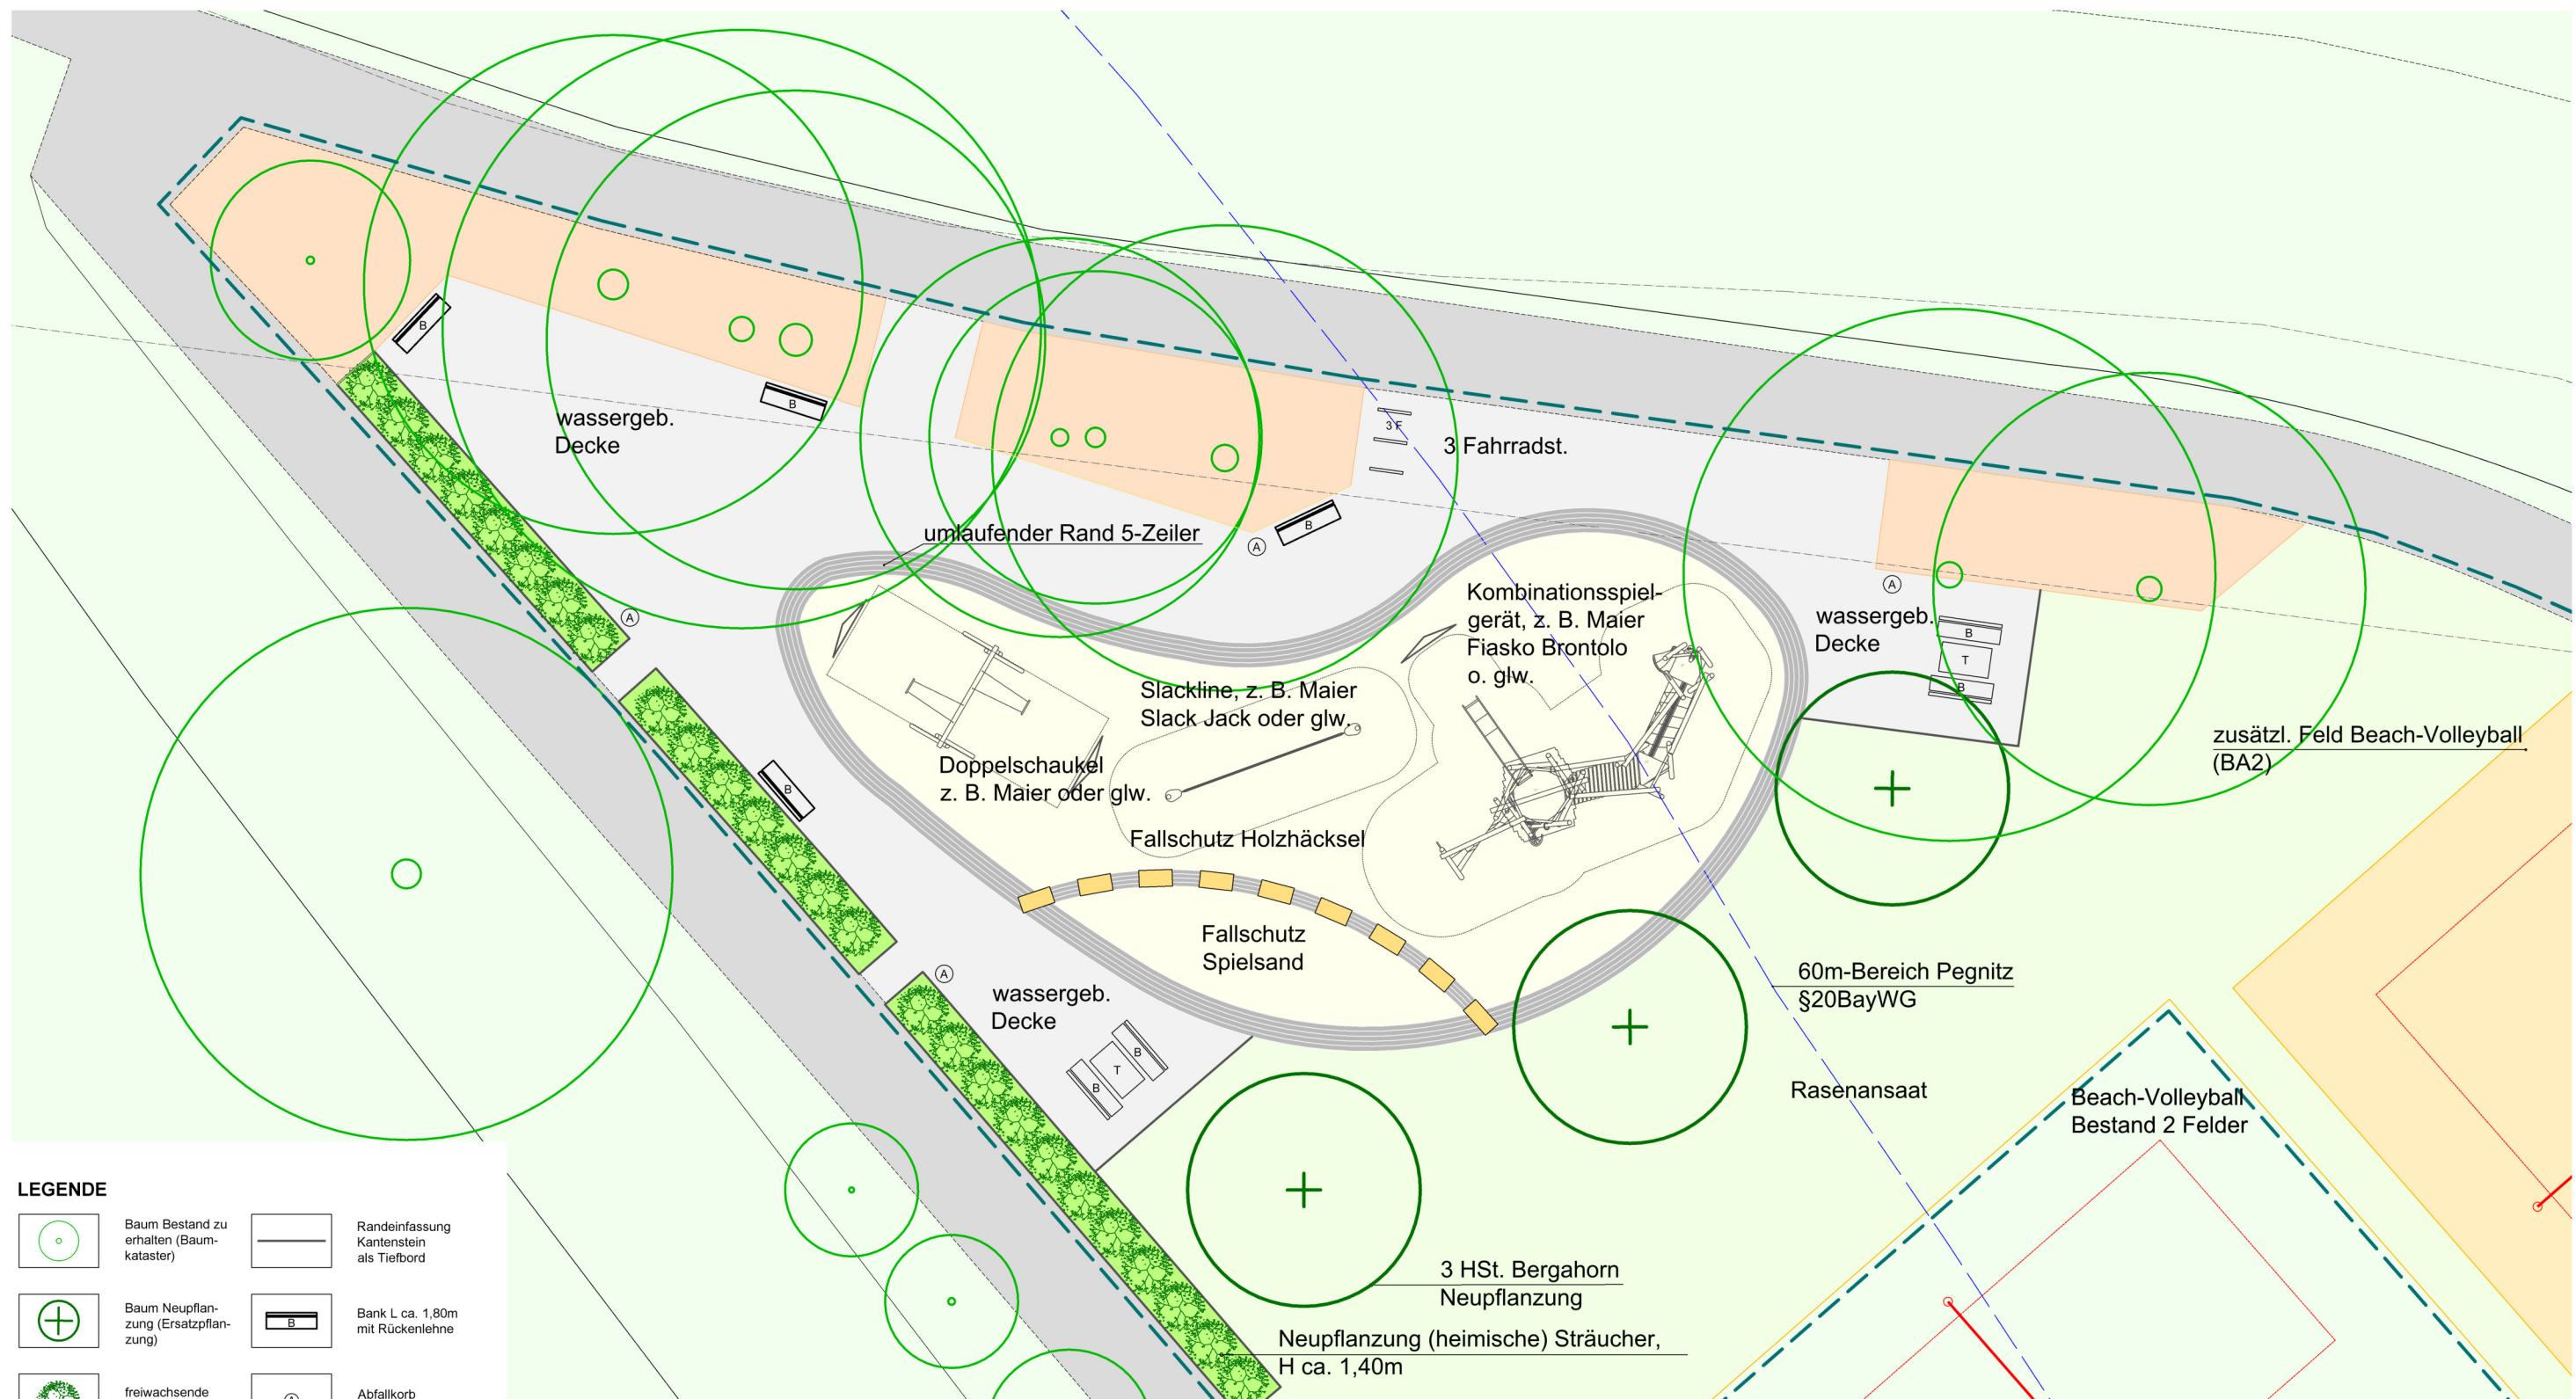 B
3 F
3 Fahrradst.
B
wassergeb.
Decke
umlaufender Rand 5-Zeiler
B
A
A
Kombinationsspiel-
gerät, z. B. Maier
Fiasko Brontolo
o. glw.
wassergeb.
Decke
B
T
B
A
Slackline, z. B. Maier
Slack Jack oder glw.
zusätzl. Feld Beach-Volleyball
(BA2)
Doppelschaukel
z. B. Maier oder glw.
B
Fallschutz Holzhäcksel
Fallschutz
Spielsand
A
wassergeb.
Decke
60m-Bereich Pegnitz
§20BayWG
B
T
B
Rasenansaat
Beach-Volleyball
Bestand 2 Felder
3 HSt. Bergahorn
Neupflanzung
Neupflanzung (heimische) Sträucher,
H ca. 1,40m
LEGENDE
Baum Bestand zu
erhalten (Baum-
kataster)
Randeinfassung
Kantenstein
als Tiefbord
Baum Neupflan-
zung (Ersatzpflan-
zung)
B
Bank L ca. 1,80m
mit Rückenlehne
freiwachsende
Abfallkorb